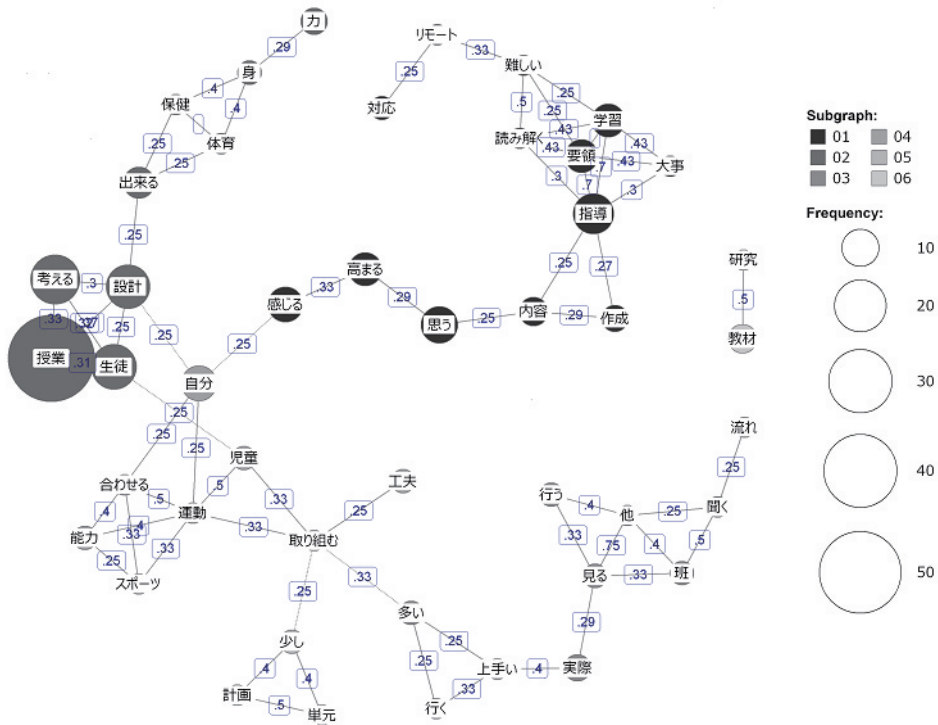 力
.29
身
.4
保健
.4
体育
.25
.25
出来る
.25
考える
.3
設計
.33
.25
.25
授業
.31
生徒
自分
.25
感じる
.33
高まる
.29
思う
.25
内容
.29
作成
.25
.27
指導
リモート
.25
.33
対応
難しい
.5
.25
.25
学習
読み解く
.43
.43
要領
.43
.43
大事
.3
.7
.7
.3
研究
.5
教材
.25
.25
.25
児童
.5
.33
合わせる
.5
運動
.4
.4
.33
能力
.25
.33
スポーツ
.33
取り組む
.25
工夫
.25
.33
少し
.4
.4
計画
.5
単元
多い
.25
.25
行く
.33
上手い
.4
実際
.29
見る
.33
班
行う
.4
他
.25
聞く
.33
.75
.4
.5
.25
流れ
Subgraph:
01 04
02 05
03 06
Frequency:
10
20
30
40
50